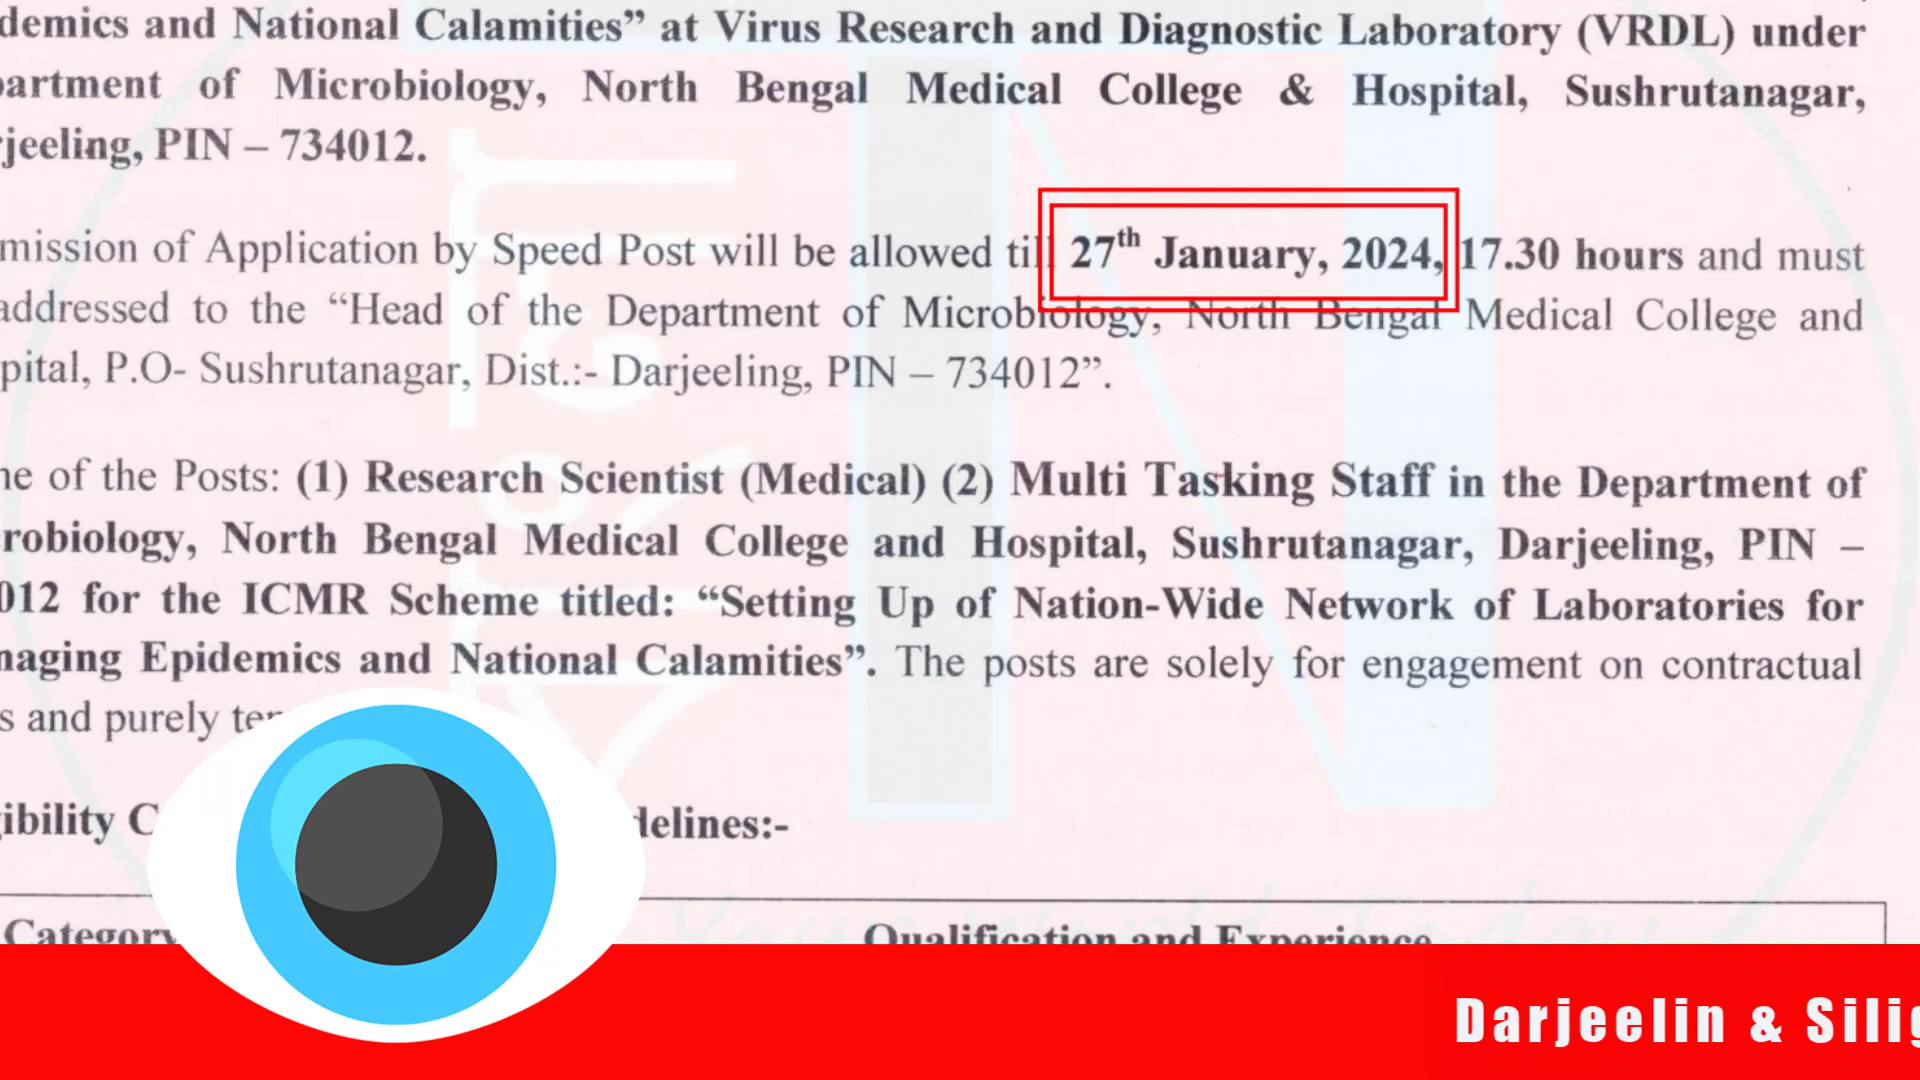 demics and National Calamities” at Virus Research and Diagnostic Laboratory (VRDL) under
artment of Microbiology, North Bengal Medical College & Hospital, Sushrutanagar,
jeeling, PIN – 734012.
mission of Application by Speed Post will be allowed till 27th January, 2024, 17.30 hours and must
addressed to the “Head of the Department of Microbiology, North Bengal Medical College and
pital, P.O- Sushrutanagar, Dist.:- Darjeeling, PIN – 734012”.
ne of the Posts: (1) Research Scientist (Medical) (2) Multi Tasking Staff in the Department of
robiology, North Bengal Medical College and Hospital, Sushrutanagar, Darjeeling, PIN –
012 for the ICMR Scheme titled: “Setting Up of Nation-Wide Network of Laboratories for
naging Epidemics and National Calamities”. The posts are solely for engagement on contractual
s and purely te
ibility C delines:-
Category Qualification and Experience
Darjeelin & Silig